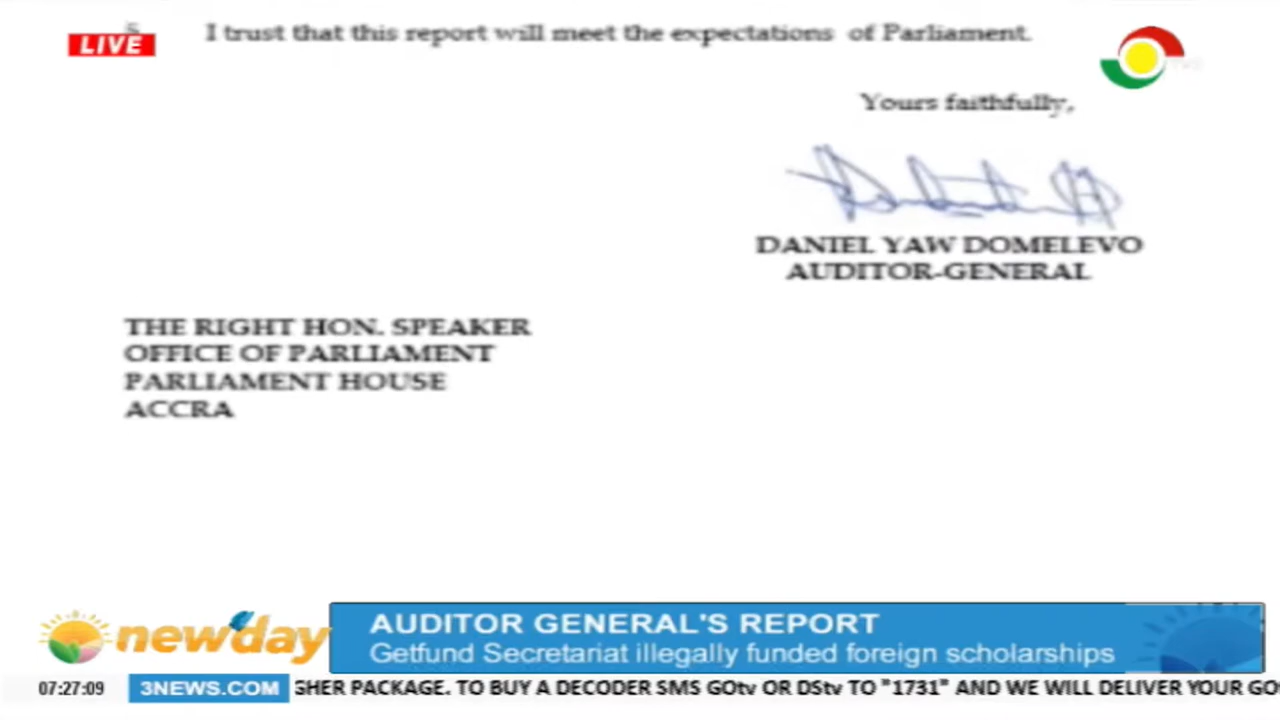 LIVE
5 I trust that this report will meet the expectations of Parliament.
Yours faithfully,
DANIEL YAW DOMELEVO
AUDITOR-GENERAL
THE RIGHT HON. SPEAKER
OFFICE OF PARLIAMENT
PARLIAMENT HOUSE
ACCRA
newday
AUDITOR GENERAL'S REPORT
Getfund Secretariat illegally funded foreign scholarships
07:27:09 3NEWS.COM GHER PACKAGE. TO BUY A DECODER SMS GOtv OR DStv TO "1731" AND WE WILL DELIVER YOUR GO